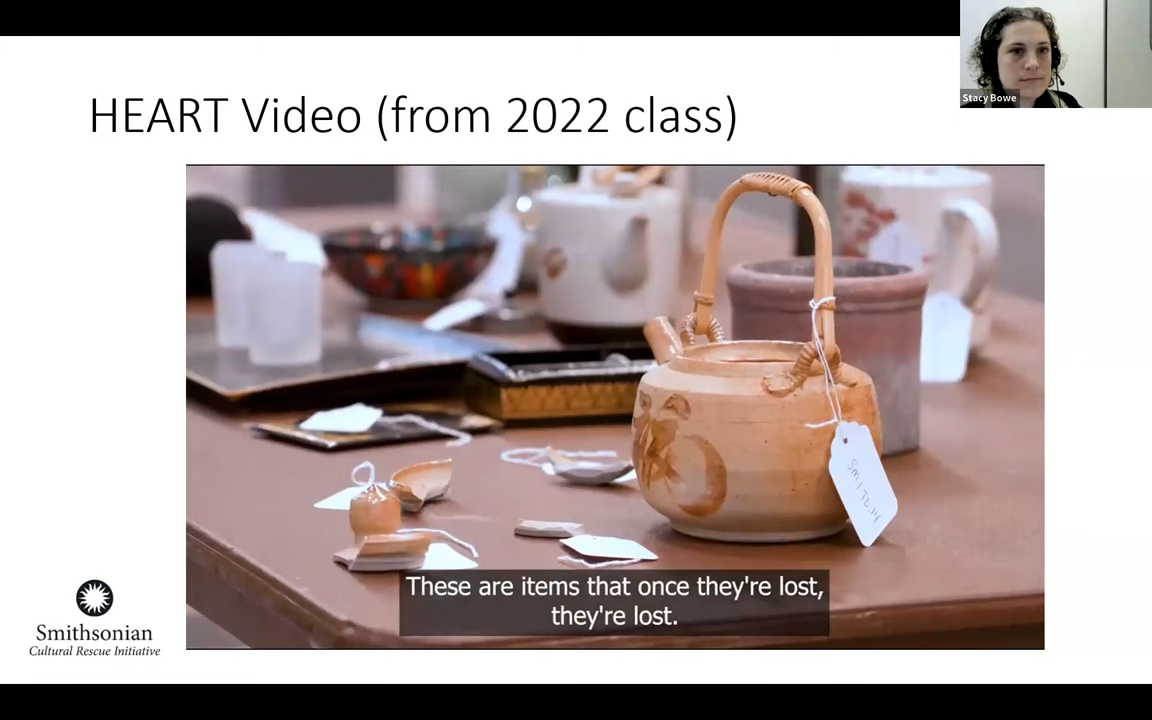 Stacy Bowe
HEART Video (from 2022 class)
These are items that once they're lost,
they're lost.
Smithsonian
Cultural Rescue Initiative